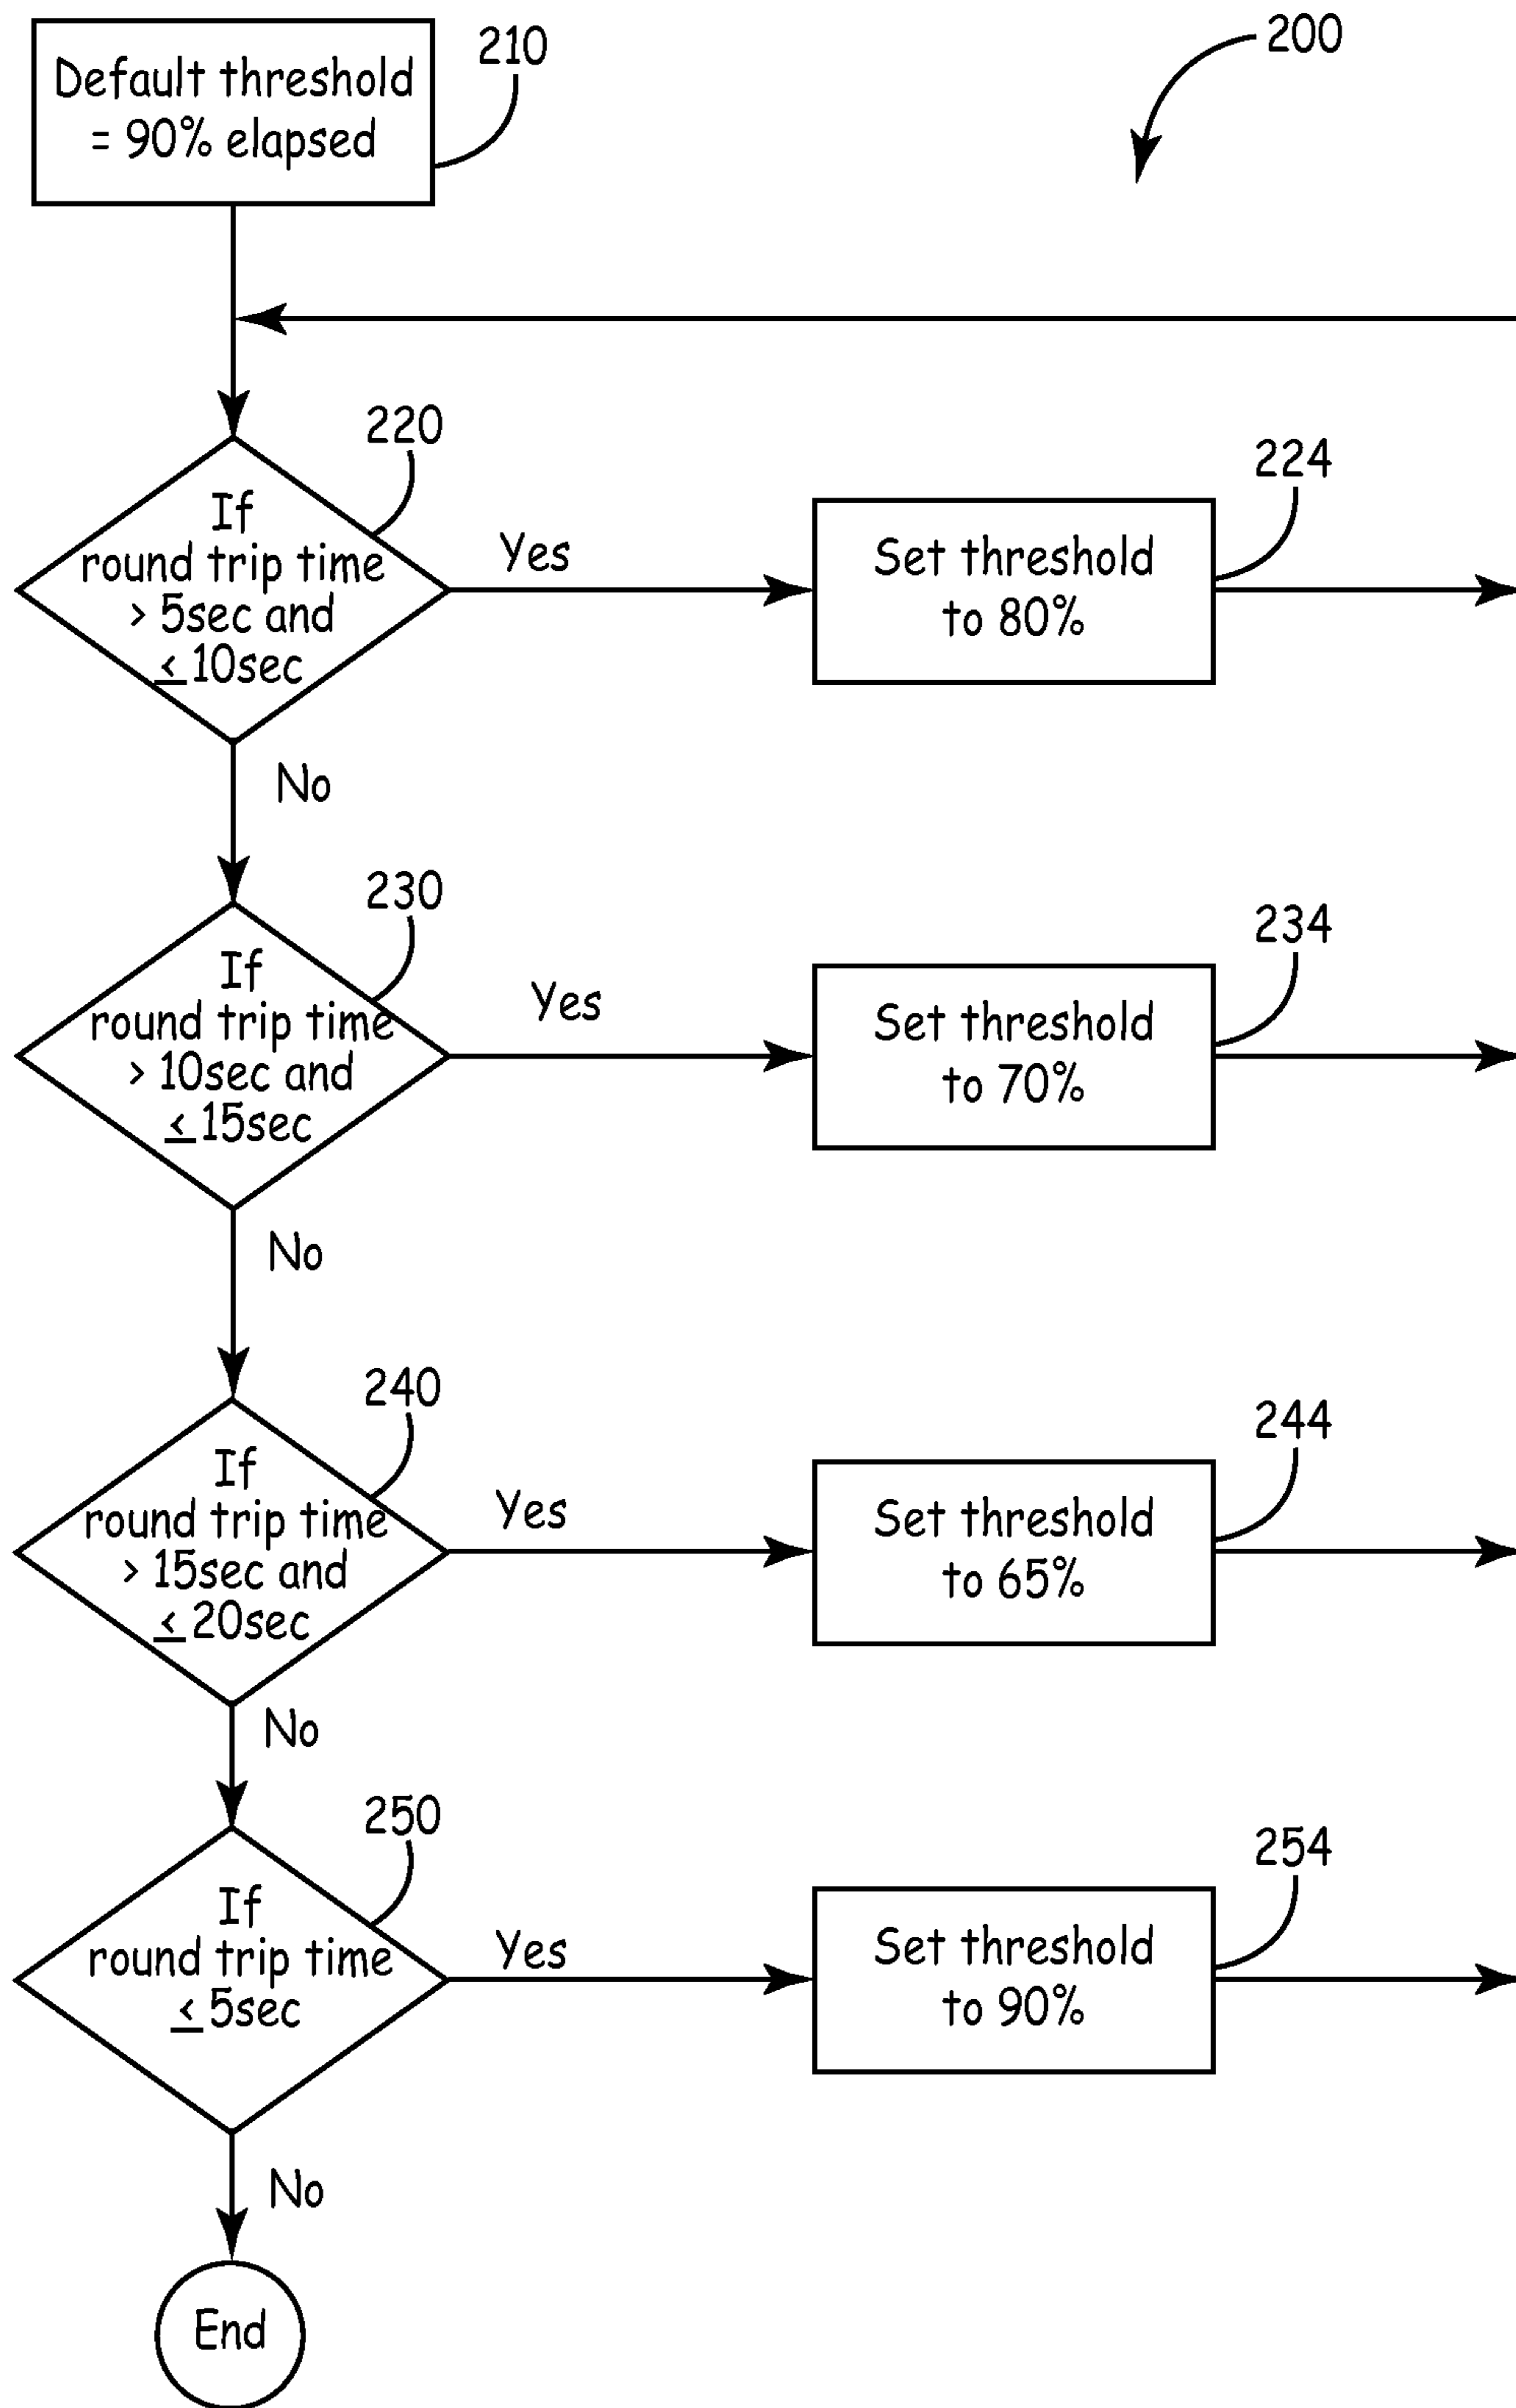 Default threshold
= 90% elapsed
210
200
220
If
round trip time
> 5sec and
≤ 10sec
Yes
224
Set threshold
to 80%
No
230
If
round trip time
> 10sec and
≤ 15sec
Yes
234
Set threshold
to 70%
No
240
If
round trip time
> 15sec and
≤ 20sec
Yes
244
Set threshold
to 65%
No
250
If
round trip time
≤ 5sec
Yes
254
Set threshold
to 90%
No
End